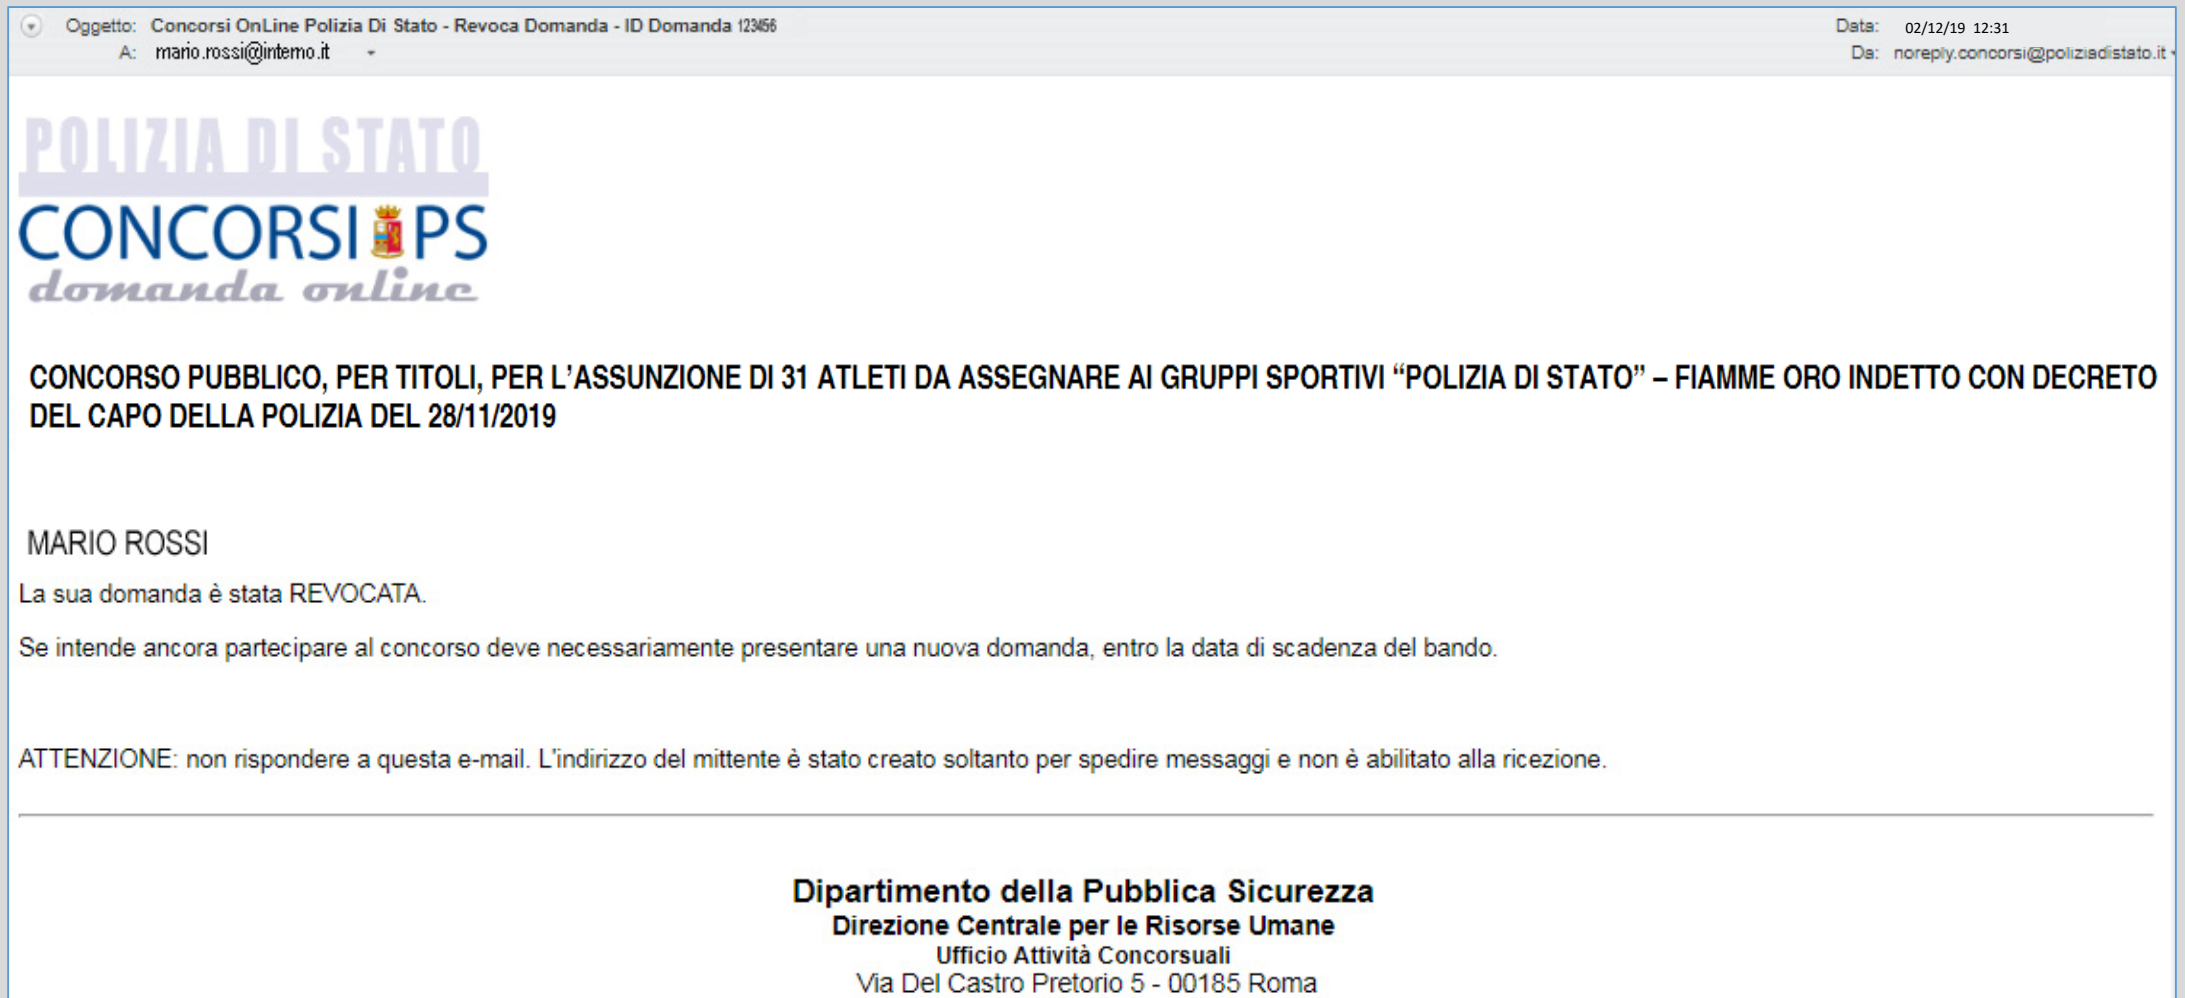 Oggetto: Concorsi OnLine Polizia Di Stato - Revoca Domanda - ID Domanda 123456
Data: 02/12/19 12:31
A: mario.rossi@interno.it
Da: noreply.concorsi@poliziadistato.it
POLIZIA DI STATO
CONCORSI PS
domanda online
CONCORSO PUBBLICO, PER TITOLI, PER L’ASSUNZIONE DI 31 ATLETI DA ASSEGNARE AI GRUPPI SPORTIVI “POLIZIA DI STATO” – FIAMME ORO INDETTO CON DECRETO
DEL CAPO DELLA POLIZIA DEL 28/11/2019
MARIO ROSSI
La sua domanda è stata REVOCATA.
Se intende ancora partecipare al concorso deve necessariamente presentare una nuova domanda, entro la data di scadenza del bando.
ATTENZIONE: non rispondere a questa e-mail. L'indirizzo del mittente è stato creato soltanto per spedire messaggi e non è abilitato alla ricezione.
Dipartimento della Pubblica Sicurezza
Direzione Centrale per le Risorse Umane
Ufficio Attività Concorsuali
Via Del Castro Pretorio 5 - 00185 Roma